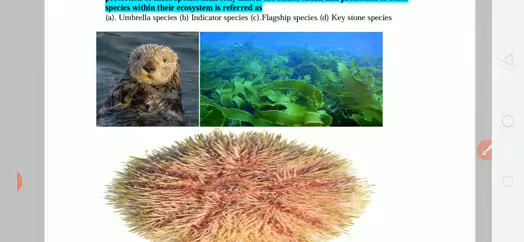 species within their ecosystem is referred as
(a). Umbrella species (b) Indicator species (c).Flagship species (d) Key stone species